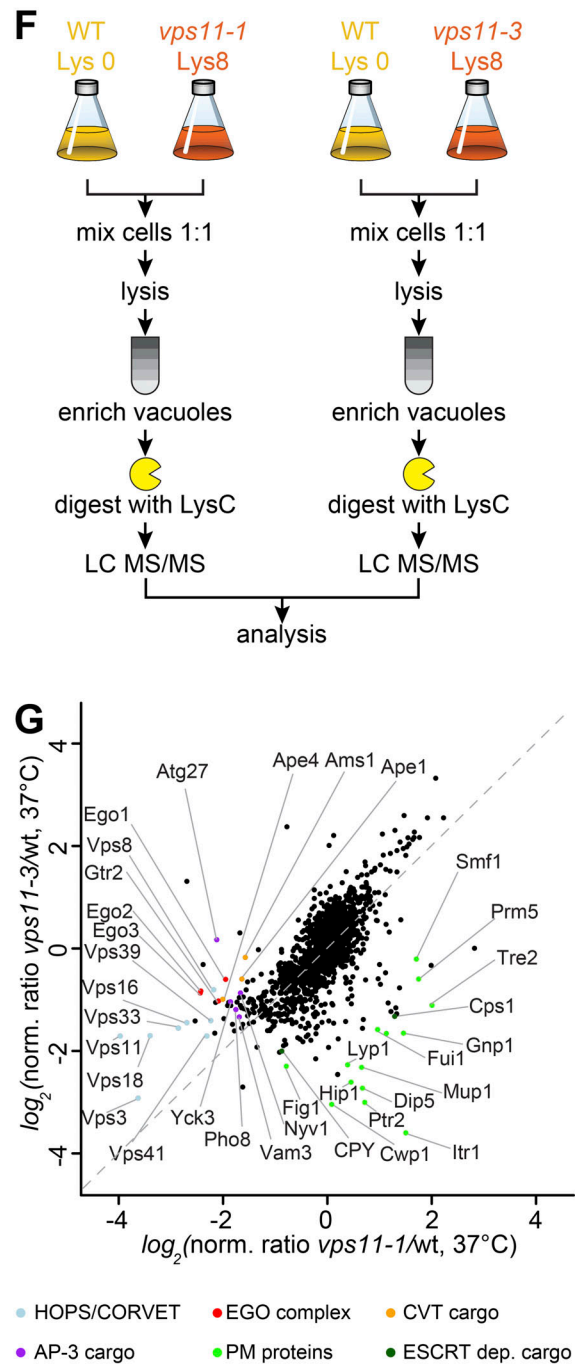 F
WT vps11-1 WT vps11-3
Lys 0 Lys8 Lys 0 Lys8
mix cells 1:1 mix cells 1:1
lysis lysis
enrich vacuoles enrich vacuoles
digest with LysC digest with LysC
LC MS/MS LC MS/MS
analysis
G
log2(norm. ratio vps11-3/wt, 37°C)
4
2
0
-2
-4
Atg27
Ape4
Ams1
Ape1
Ego1
Vps8
Gtr2
Ego2
Ego3
Vps39
Vps16
Vps33
Vps11
Vps18
Vps3
Vps41
Yck3
Pho8
Vam3
Nyv1
Fig1
CPY
Cwp1
Hip1
Lyp1
Ptr2
Dip5
Mup1
Itr1
Gnp1
Fui1
Cps1
Tre2
Prm5
Smf1
-4 -2 0 2 4
log2(norm. ratio vps11-1/wt, 37°C)
HOPS/CORVET EGO complex CVT cargo
AP-3 cargo PM proteins ESCRT dep. cargo